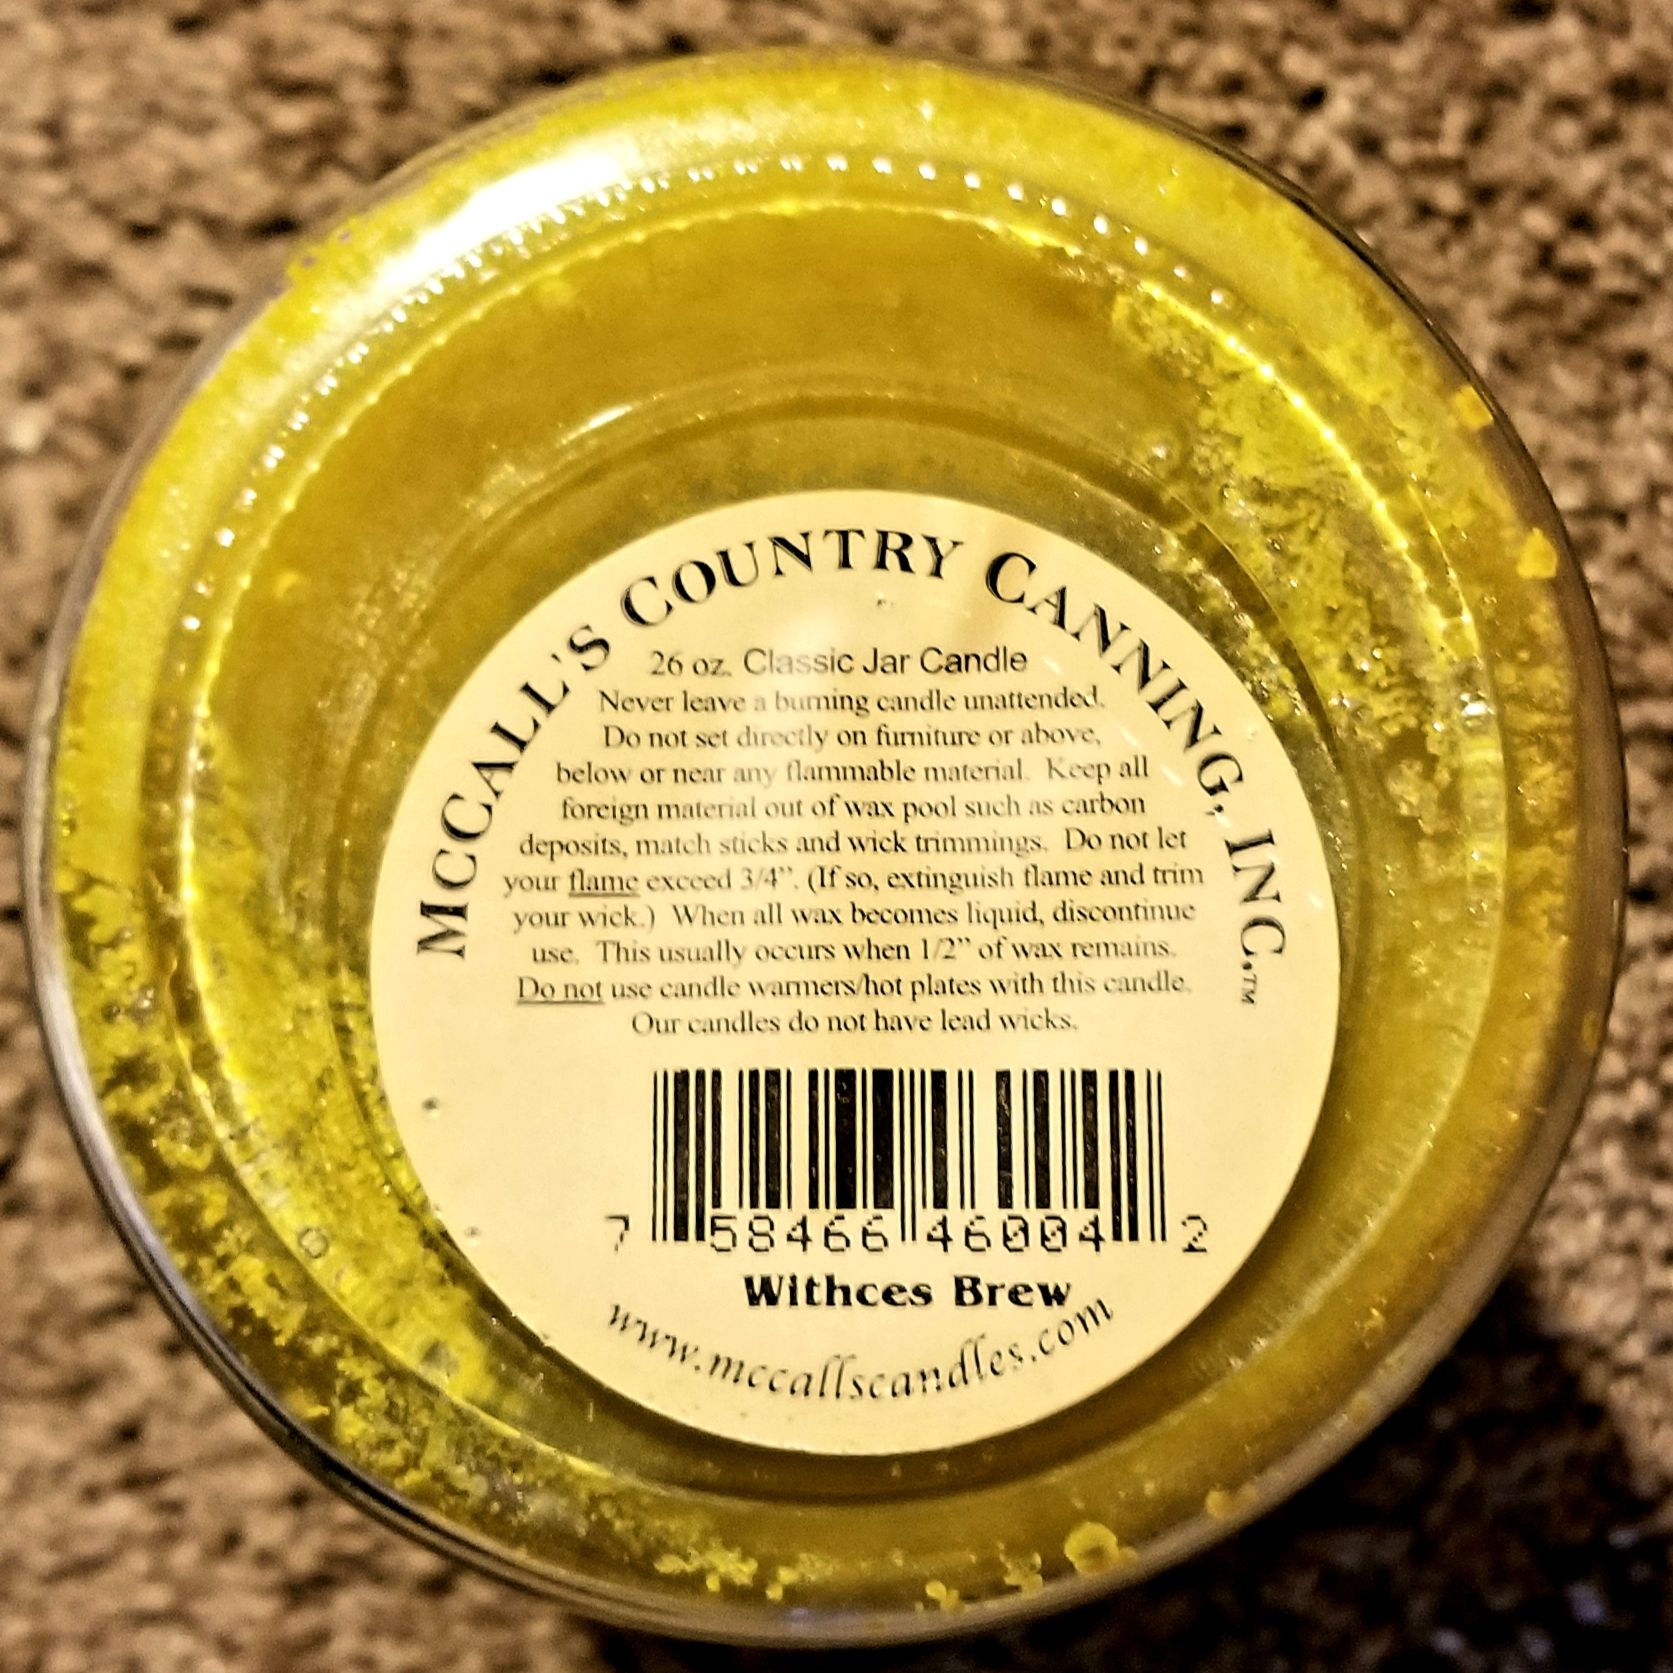 MCCALL'S COUNTRY CANNING, INC.™
26 oz. Classic Jar Candle
Never leave a burning candle unattended.
Do not set directly on furniture or above,
below or near any flammable material. Keep all
foreign material out of wax pool such as carbon
deposits, match sticks and wick trimmings. Do not let
your flame exceed 3/4". (If so, extinguish flame and trim
your wick.) When all wax becomes liquid, discontinue
use. This usually occurs when 1/2" of wax remains.
Do not use candle warmers/hot plates with this candle.
Our candles do not have lead wicks.
7 58466 46004 2
Withces Brew
www.mccallscandles.com